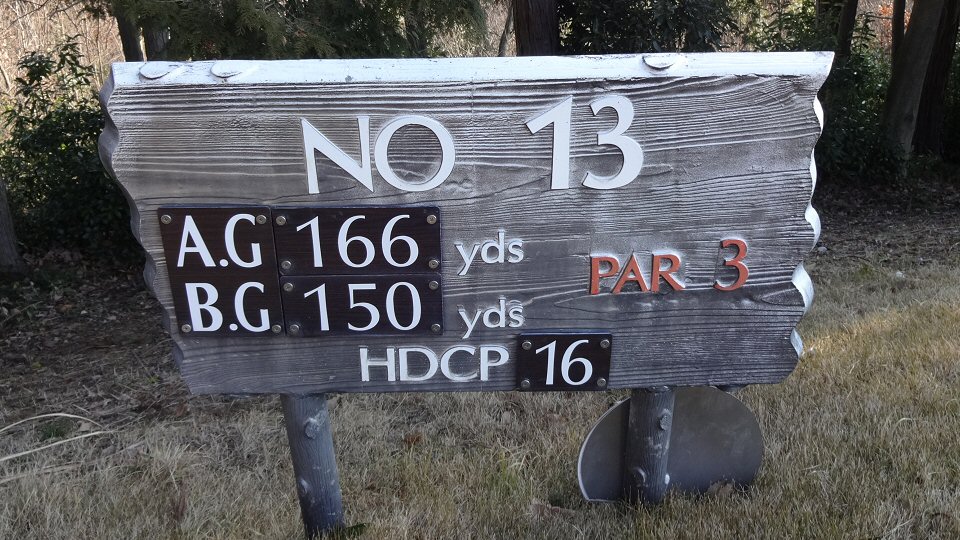 NO 13
A.G 166 yds
B.G 150 yds
PAR 3
HDCP 16